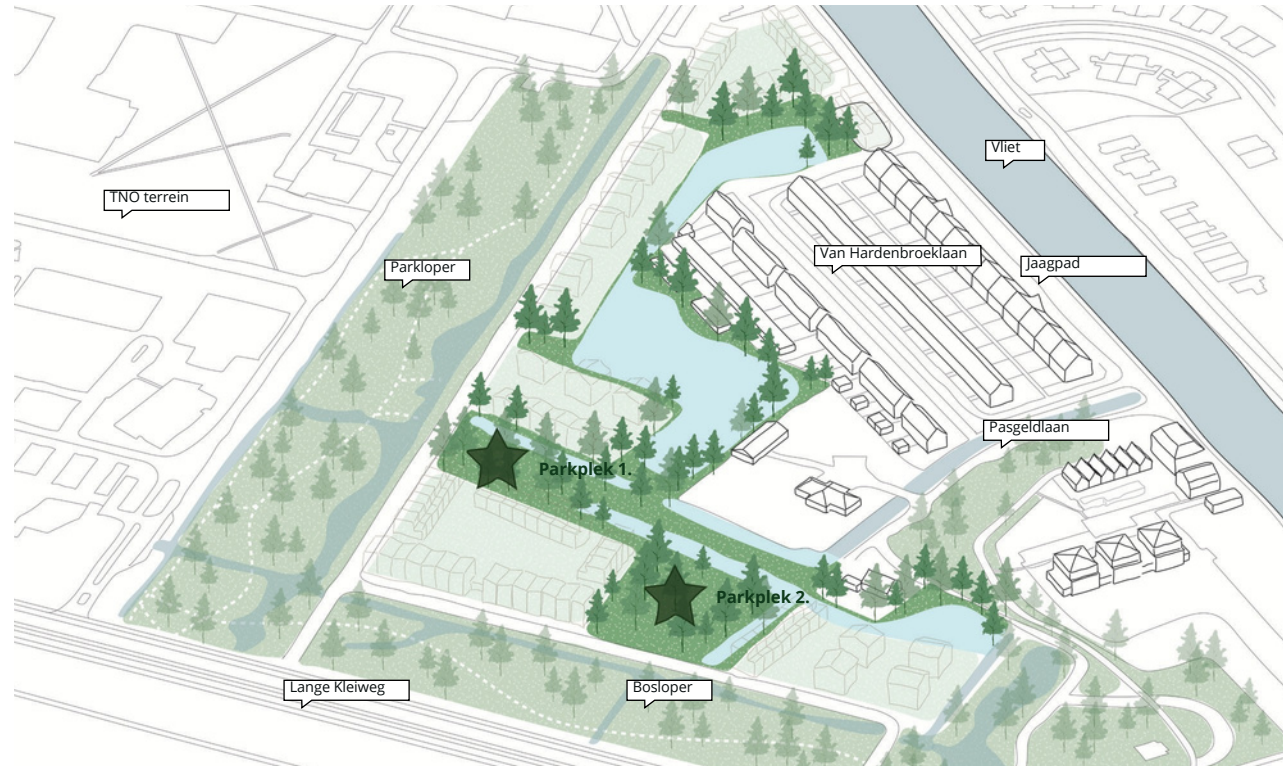 Vliet
TNO terrein
Van Hardenbroeklaan
Jaagpad
Parkloper
Pasgeldlaan
Parkplek 1.
Parkplek 2.
Lange Kleiweg
Bosloper